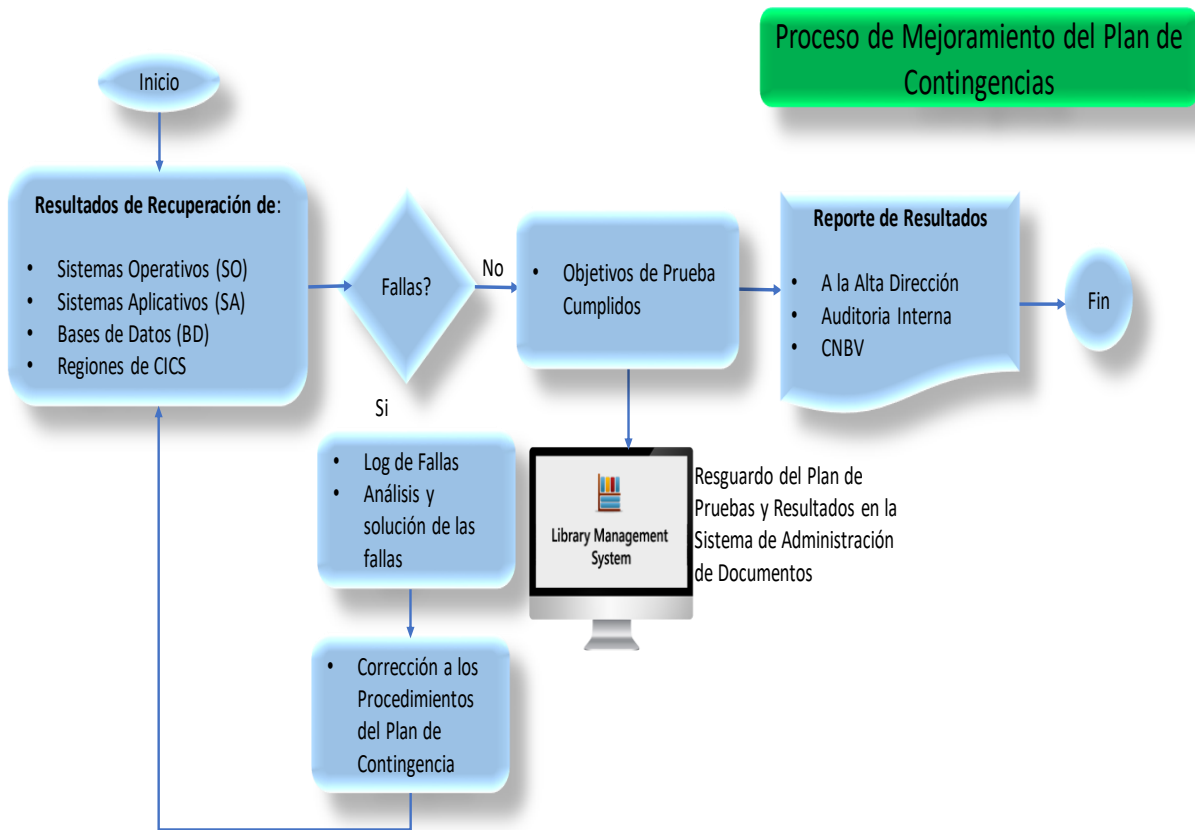 Proceso de Mejoramiento del Plan de
Contingencias
Inicio
Resultados de Recuperación de:
• Sistemas Operativos (SO)
• Sistemas Aplicativos (SA)
• Bases de Datos (BD)
• Regiones de CICS
Fallas?
No
• Objetivos de Prueba
Cumplidos
Reporte de Resultados
• A la Alta Dirección
• Auditoria Interna
• CNBV
Fin
Si
• Log de Fallas
• Análisis y
solución de las
fallas
Library Management
System
Resguardo del Plan de
Pruebas y Resultados en la
Sistema de Administración
de Documentos
• Corrección a los
Procedimientos
del Plan de
Contingencia